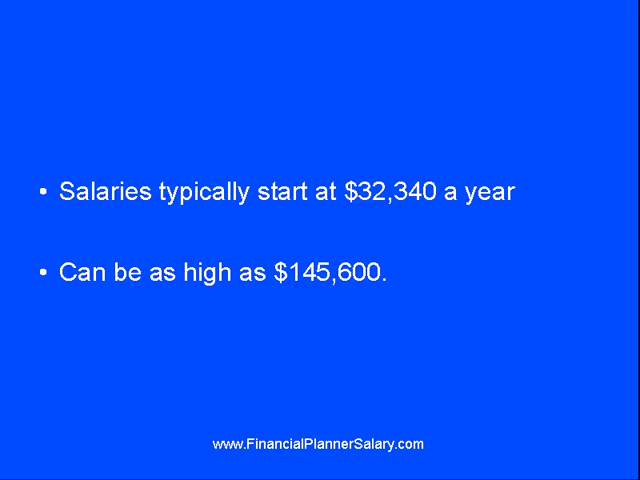 • Salaries typically start at $32,340 a year
• Can be as high as $145,600.
www.FinancialPlannerSalary.com